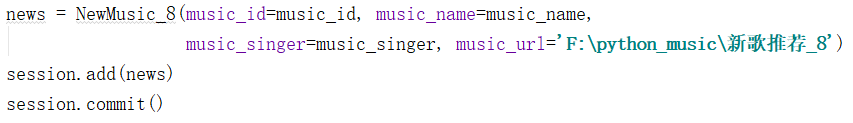 news = NewMusic_8(music_id=music_id, music_name=music_name,
music_singer=music_singer, music_url='F:\python_music\新歌推荐_8')
session.add(news)
session.commit()